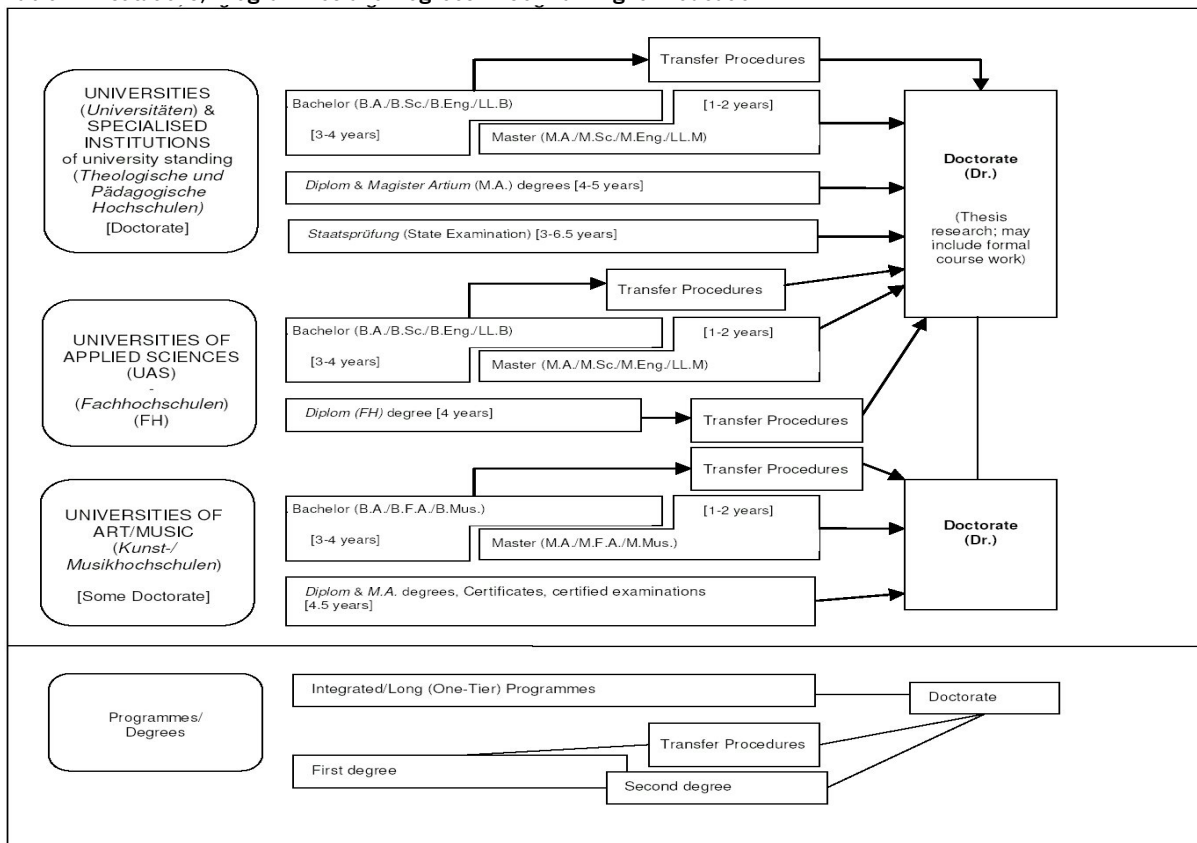 Transfer Procedures
UNIVERSITIES
(Universitäten) &
SPECIALISED
INSTITUTIONS
of university standing
(Theologische und
Pädagogische
Hochschulen)
[Doctorate]
Bachelor (B.A./B.Sc./B.Eng./LL.B)
[3-4 years]
[1-2 years]
Master (M.A./M.Sc./M.Eng./LL.M)
Diplom & Magister Artium (M.A.) degrees [4-5 years]
Staatsprüfung (State Examination) [3-6.5 years]
Doctorate
(Dr.)
(Thesis
research; may
include formal
course work)
Transfer Procedures
UNIVERSITIES OF
APPLIED SCIENCES
(UAS)
-
(Fachhochschulen)
(FH)
Bachelor (B.A./B.Sc./B.Eng./LL.B)
[3-4 years]
[1-2 years]
Master (M.A./M.Sc./M.Eng./LL.M)
Diplom (FH) degree [4 years]
Transfer Procedures
Transfer Procedures
UNIVERSITIES OF
ART/MUSIC
(Kunst-/
Musikhochschulen)
[Some Doctorate]
Bachelor (B.A./B.F.A./B.Mus.)
[3-4 years]
[1-2 years]
Master (M.A./M.F.A./M.Mus.)
Diplom & M.A. degrees, Certificates, certified examinations
[4.5 years]
Doctorate
(Dr.)
Programmes/
Degrees
Integrated/Long (One-Tier) Programmes
Doctorate
Transfer Procedures
First degree
Second degree